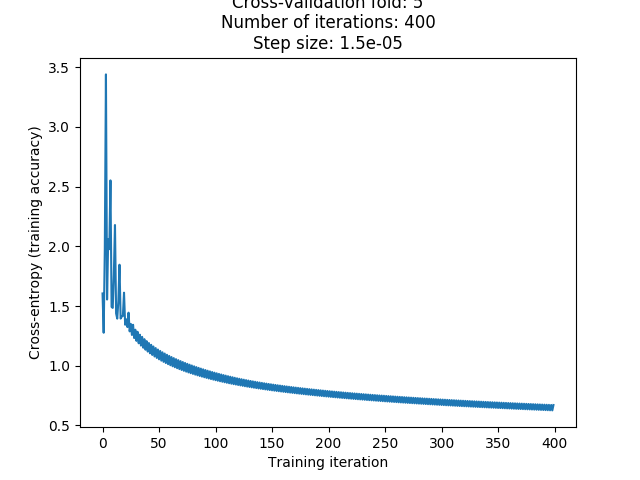 Cross-validation fold: 5
Number of iterations: 400
Step size: 1.5e-05
3.5
3.0
2.5
2.0
1.5
1.0
0.5
Cross-entropy (training accuracy)
0 50 100 150 200 250 300 350 400
Training iteration